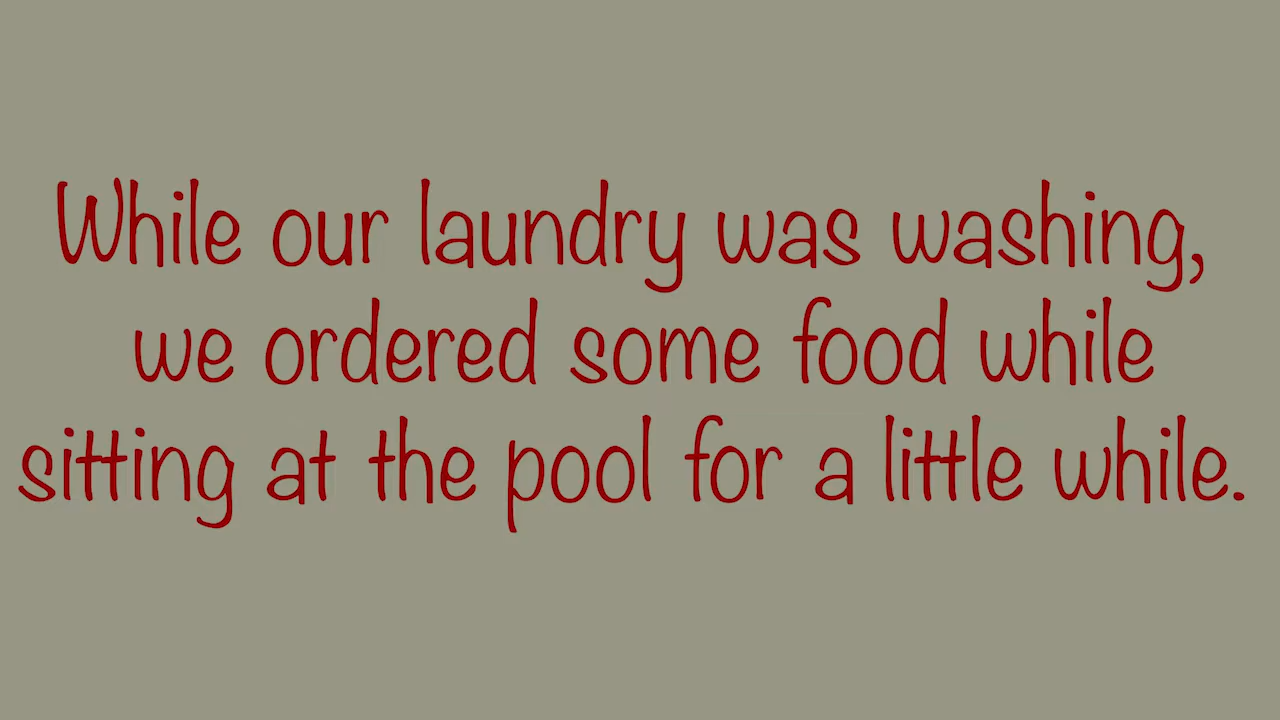 While our laundry was washing,
we ordered some food while
sitting at the pool for a little while.